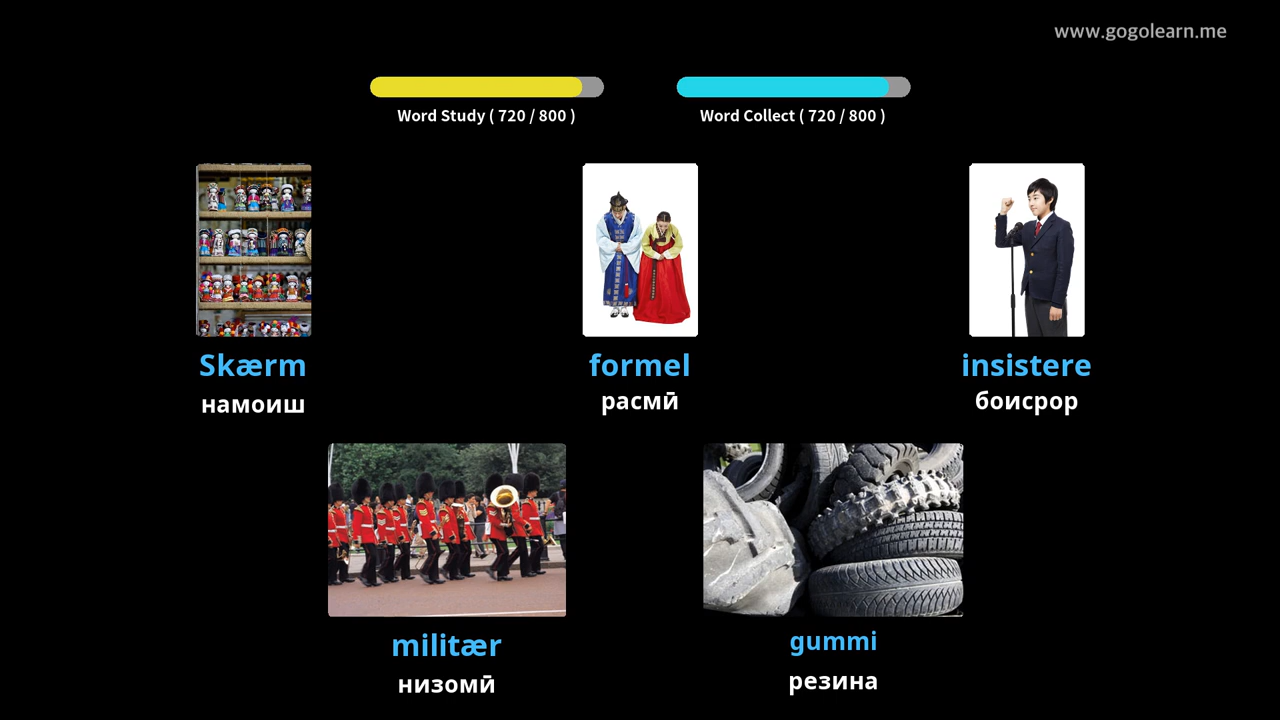 www.gogolearn.me
Word Study ( 720 / 800 )
Word Collect ( 720 / 800 )
Skærm
намоиш
formel
расмӣ
insistere
боисрор
militær
низомӣ
gummi
резина